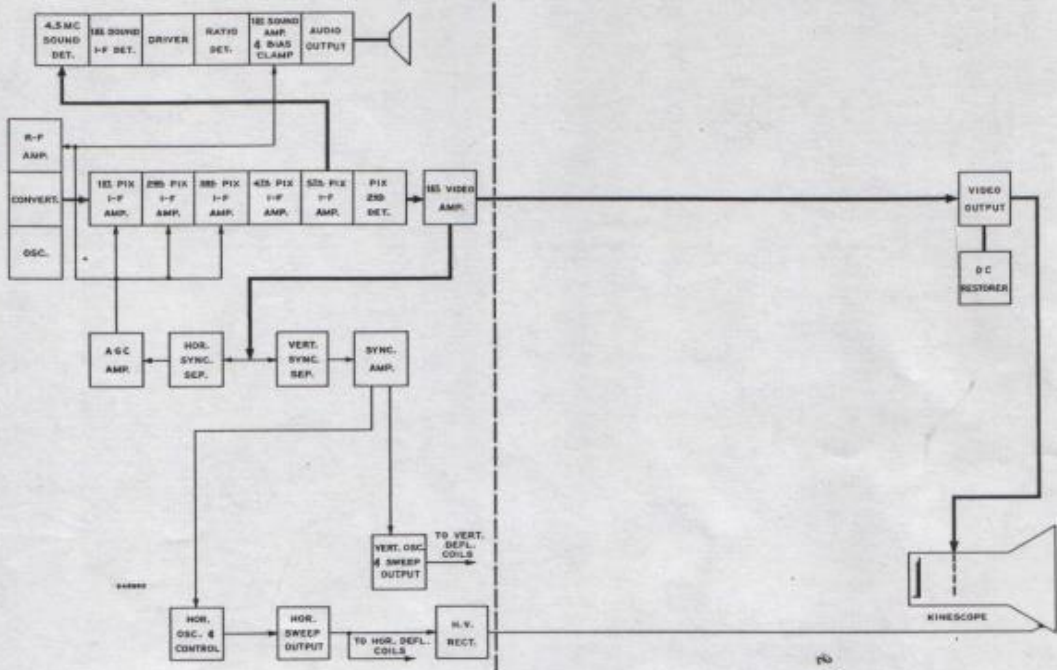 4.5 MC
SOUND
DET.
1ST SOUND
I-F DET.
DRIVER
RATIO
DET.
1ST SOUND
AMP.
& BIAS
CLAMP
AUDIO
OUTPUT
R-F
AMP.
CONVERT.
OSC.
1ST PIX
I-F
AMP.
2ND PIX
I-F
AMP.
3RD PIX
I-F
AMP.
4TH PIX
I-F
AMP.
5TH PIX
I-F
AMP.
PIX
2ND
DET.
1ST VIDEO
AMP.
VIDEO
OUTPUT
DC
RESTORER
AGC
AMP.
HOR.
SYNC.
SEP.
VERT.
SYNC
SEP.
SYNC.
AMP.
VERT. OSC.
& SWEEP
OUTPUT
TO VERT.
DEFL.
COILS
HOR.
OSC. &
CONTROL
HOR.
SWEEP
OUTPUT
TO HOR. DEFL.
COILS
H.V.
RECT.
KINESCOPE